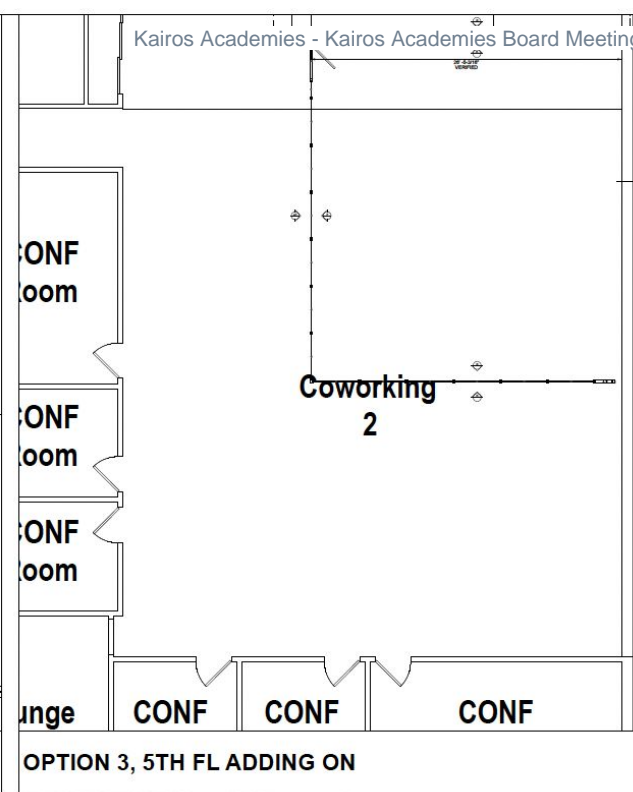 Kairos Academies - Kairos Academies Board Meeting
VERIFIED
CONF
Room
Coworking
2
CONF
Room
CONF
Room
unge
CONF
CONF
CONF
OPTION 3, 5TH FL ADDING ON